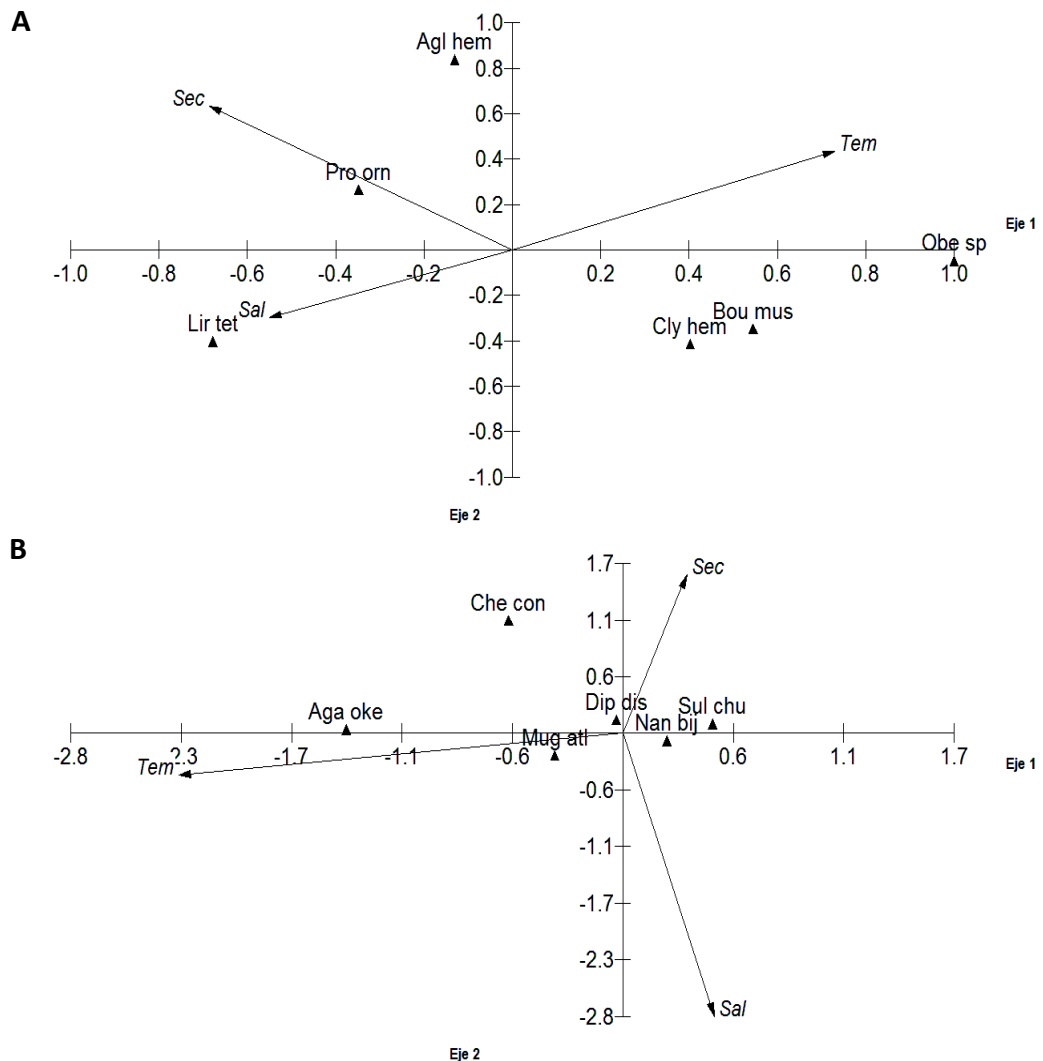 A
1.0
Agl hem
0.8
Sec
0.6
Tem
0.4
Pro orn
0.2
Eje 1
Obe sp
-1.0 -0.8 -0.6 -0.4 -0.2 0.2 0.4 0.6 0.8 1.0
-0.2
Sal
Lir tet
Bou mus
Cly hem
-0.4
-0.6
-0.8
-1.0
Eje 2
B
1.7
Sec
Che con
1.1
0.6
Dip dis
Sul chu
Aga oke
Nan bij
Mug atl
-2.8 -2.3 -1.7 -1.1 -0.6 0.6 1.1 1.7
Eje 1
Tem
-0.6
-1.1
-1.7
-2.3
-2.8
Sal
Eje 2